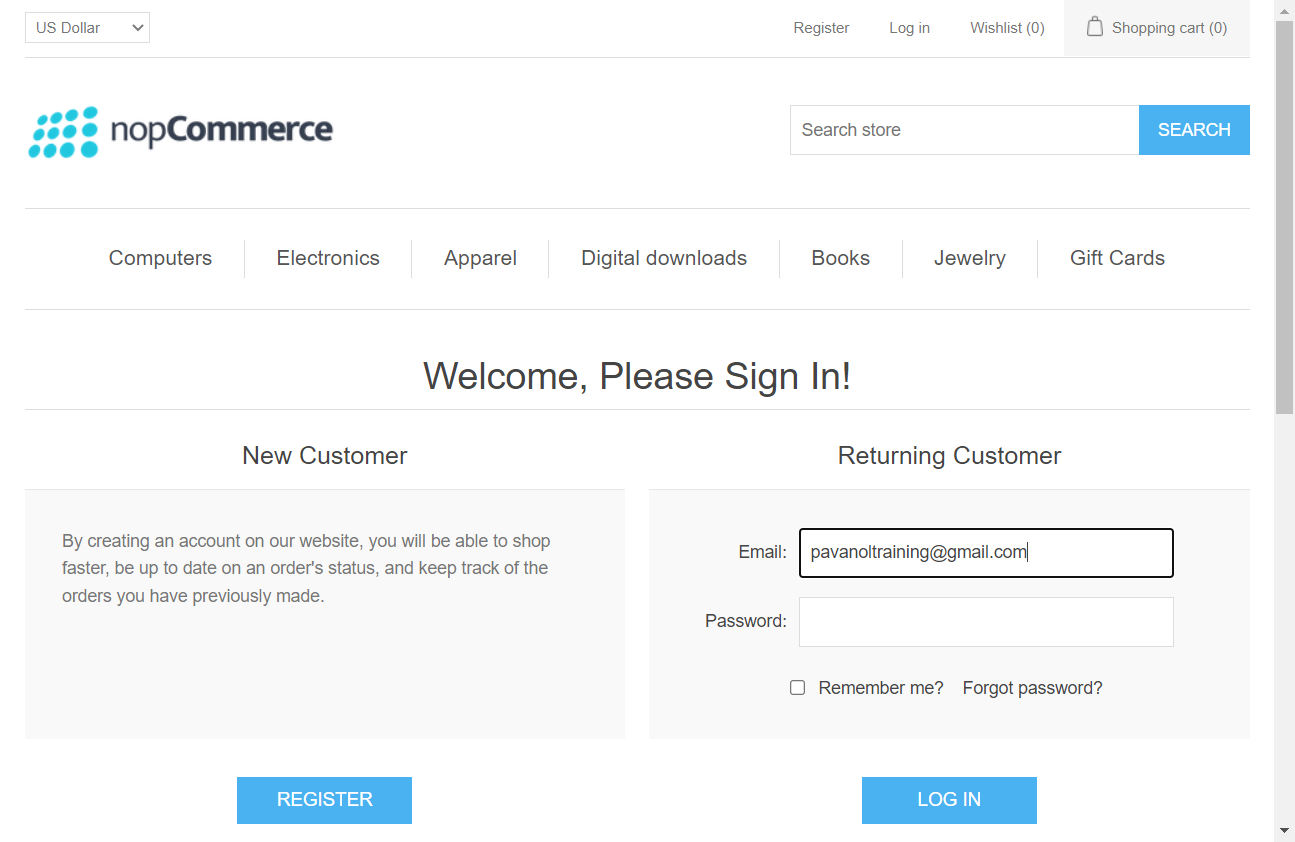 US Dollar Register Log in Wishlist (0) Shopping cart (0)
nopCommerce Search store SEARCH
Computers Electronics Apparel Digital downloads Books Jewelry Gift Cards
Welcome, Please Sign In!
New Customer
By creating an account on our website, you will be able to shop
faster, be up to date on an order's status, and keep track of the
orders you have previously made.
REGISTER
Returning Customer
Email: pavanoltraining@gmail.com
Password:
Remember me? Forgot password?
LOG IN